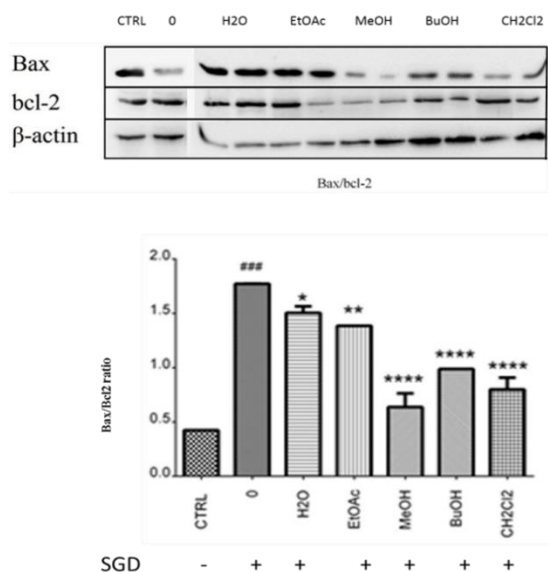 CTRL 0 H2O EtOAc MeOH BuOH CH2Cl2
Bax
bcl-2
β-actin
Bax/bcl-2
Bax/Bcl2 ratio
2.0
1.5
1.0
0.5
0.0
###
*
**
****
****
****
CTRL
0
H2O
EtOAc
MeOH
BuOH
CH2Cl2
SGD - + + + + + +